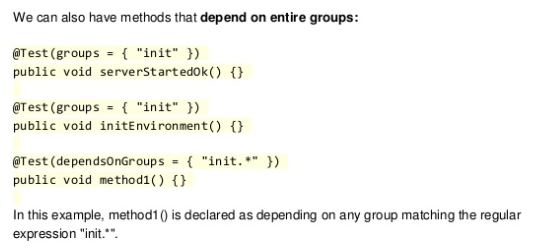 We can also have methods that depend on entire groups:
@Test(groups = { "init" })
public void serverStartedOk() {}
@Test(groups = { "init" })
public void initEnvironment() {}
@Test(dependsOnGroups = { "init.*" })
public void method1() {}
In this example, method1() is declared as depending on any group matching the regular
expression "init.*".